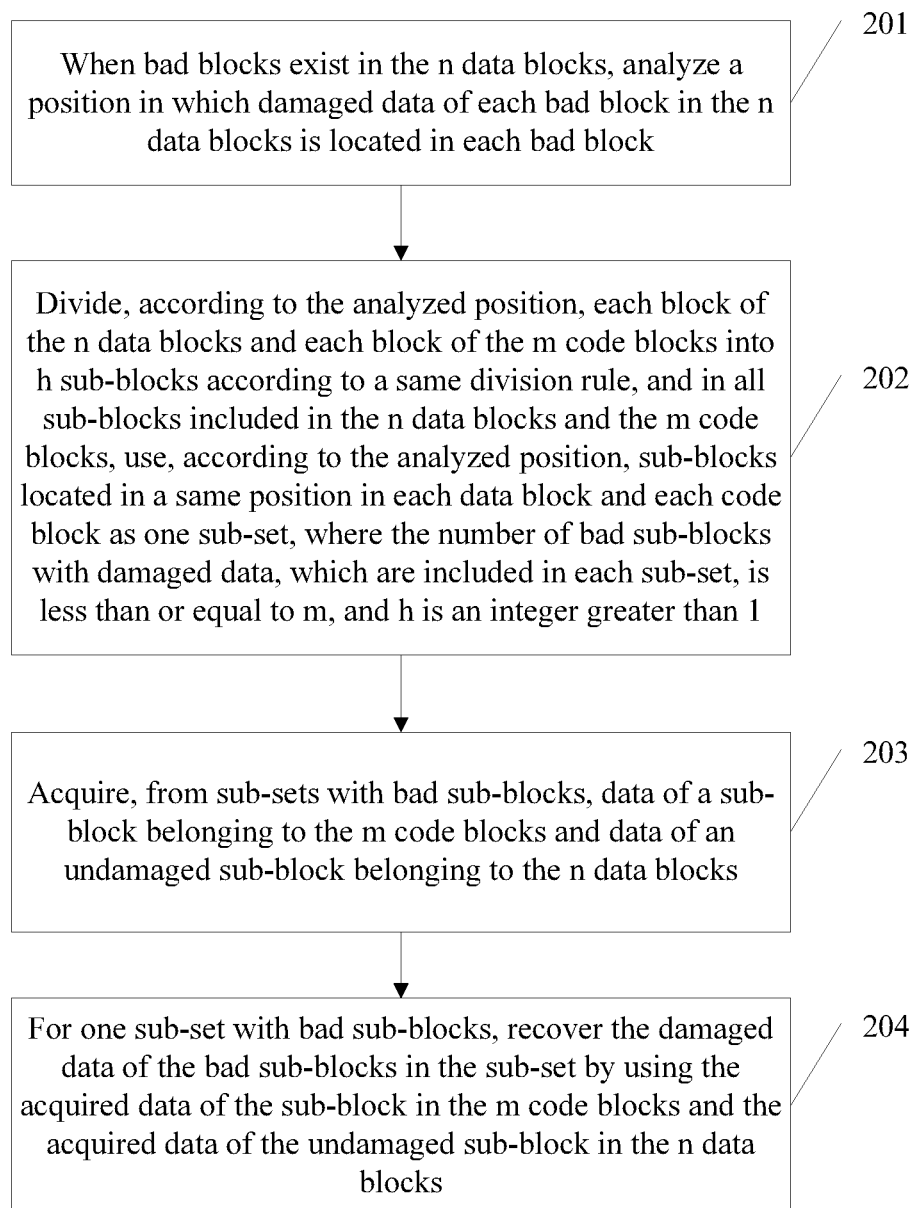 201
When bad blocks exist in the n data blocks, analyze a
position in which damaged data of each bad block in the n
data blocks is located in each bad block
202
Divide, according to the analyzed position, each block of
the n data blocks and each block of the m code blocks into
h sub-blocks according to a same division rule, and in all
sub-blocks included in the n data blocks and the m code
blocks, use, according to the analyzed position, sub-blocks
located in a same position in each data block and each code
block as one sub-set, where the number of bad sub-blocks
with damaged data, which are included in each sub-set, is
less than or equal to m, and h is an integer greater than 1
203
Acquire, from sub-sets with bad sub-blocks, data of a sub-
block belonging to the m code blocks and data of an
undamaged sub-block belonging to the n data blocks
204
For one sub-set with bad sub-blocks, recover the damaged
data of the bad sub-blocks in the sub-set by using the
acquired data of the sub-block in the m code blocks and the
acquired data of the undamaged sub-block in the n data
blocks